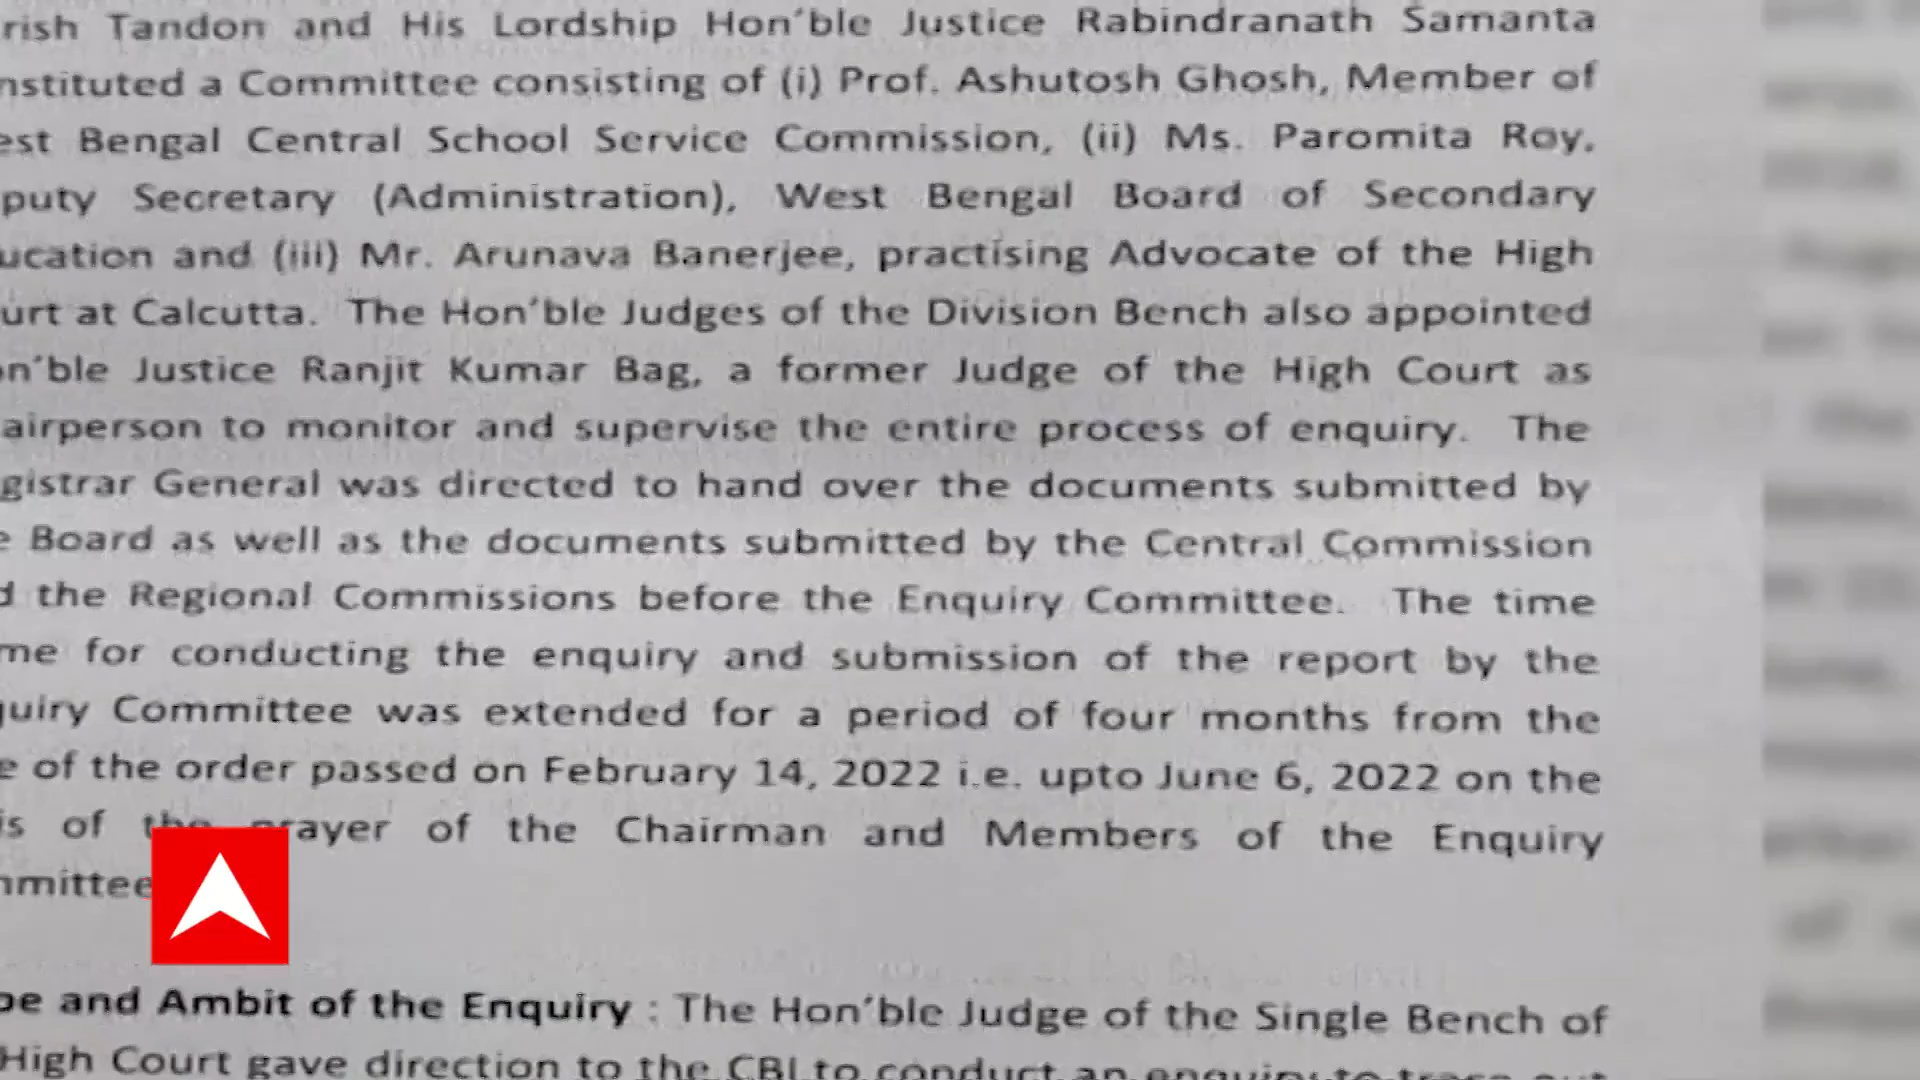 rish Tandon and His Lordship Hon'ble Justice Rabindranath Samanta
nstituted a Committee consisting of (i) Prof. Ashutosh Ghosh, Member of
est Bengal Central School Service Commission, (ii) Ms. Paromita Roy,
puty Secretary (Administration), West Bengal Board of Secondary
ucation and (iii) Mr. Arunava Banerjee, practising Advocate of the High
urt at Calcutta. The Hon'ble Judges of the Division Bench also appointed
on'ble Justice Ranjit Kumar Bag, a former Judge of the High Court as
airperson to monitor and supervise the entire process of enquiry. The
gistrar General was directed to hand over the documents submitted by
e Board as well as the documents submitted by the Central Commission
d the Regional Commissions before the Enquiry Committee. The time
me for conducting the enquiry and submission of the report by the
quiry Committee was extended for a period of four months from the
e of the order passed on February 14, 2022 i.e. upto June 6, 2022 on the
is of the prayer of the Chairman and Members of the Enquiry
mmittee
pe and Ambit of the Enquiry : The Hon'ble Judge of the Single Bench of
High Court gave direction to the CBI to conduct an enquiry to trace out